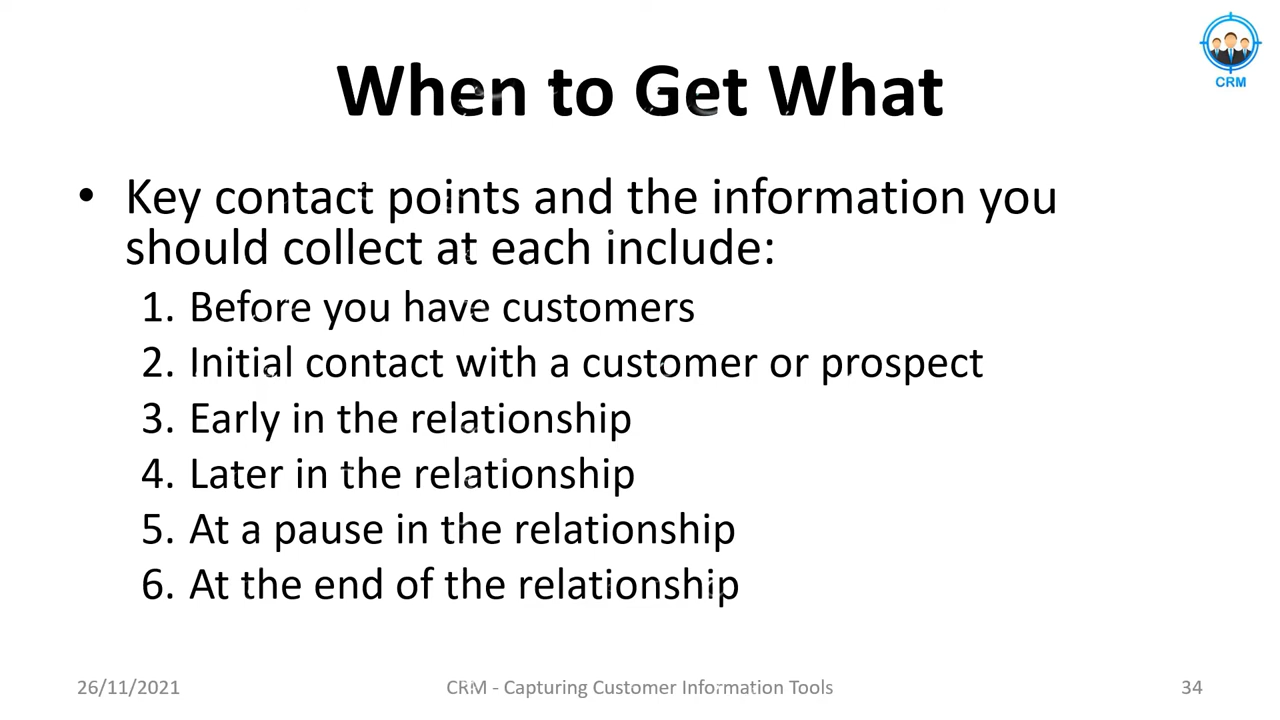 CRM
When to Get What
• Key contact points and the information you
should collect at each include:
1. Before you have customers
2. Initial contact with a customer or prospect
3. Early in the relationship
4. Later in the relationship
5. At a pause in the relationship
6. At the end of the relationship
26/11/2021 CRM - Capturing Customer Information Tools 34